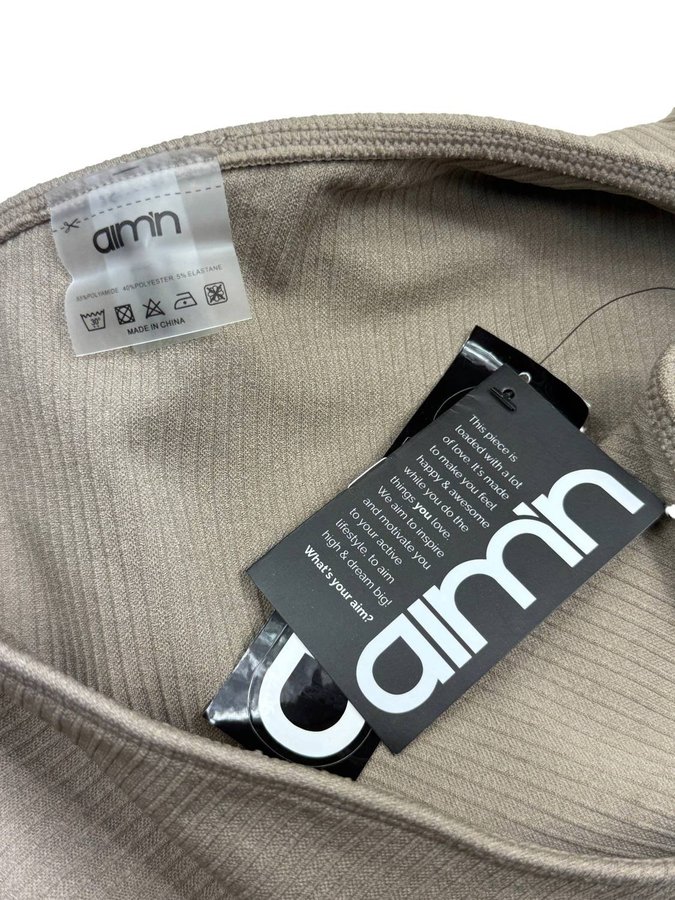 aim'n
55%POLYAMIDE 40%POLYESTER, 5% ELASTANE
30°
MADE IN CHINA
This piece is
loaded with a lot
of love. It's made
to make you feel
happy & awesome
while you do the
things you love.
We aim to inspire
and motivate you
to your active
lifestyle, to aim
high & dream big!
What's your aim?
aim'n